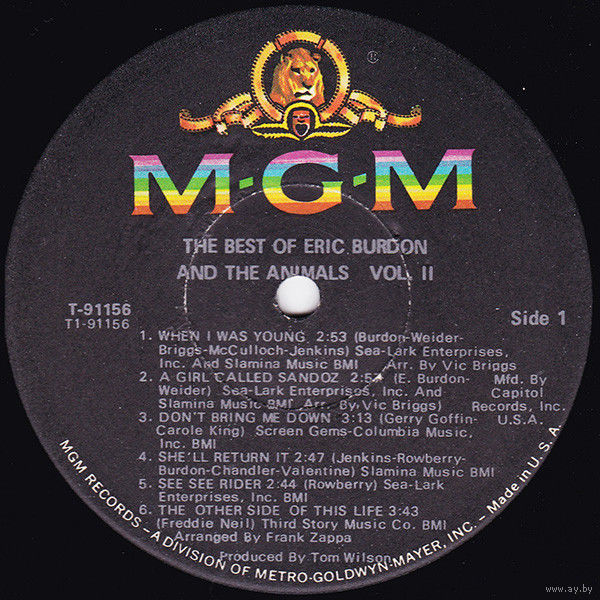 ®
M·G·M
THE BEST OF ERIC BURDON
AND THE ANIMALS VOL. II
T-91156
T1-91156
Side 1
1. WHEN I WAS YOUNG 2:53 (Burdon-Weider-
Briggs-McCulloch-Jenkins) Sea-Lark Enterprises,
Inc. And Slamina Music BMI Arr. By Vic Briggs
2. A GIRL CALLED SANDOZ (E. Burdon-
Weider) Sea-Lark Enterprises, Inc. And
Slamina Music BMI Arr. By Vic Briggs)
Mfd. By
Capitol
Records, Inc.
U.S.A.
3. DON'T BRING ME DOWN 3:13 (Gerry Goffin-
Carole King) Screen Gems-Columbia Music,
Inc. BMI
4. SHE'LL RETURN IT 2:47 (Jenkins-Rowberry-
Burdon-Chandler-Valentine) Slamina Music BMI
5. SEE SEE RIDER 2:44 (Rowberry) Sea-Lark
Enterprises, Inc. BMI
6. THE OTHER SIDE OF THIS LIFE 3:43
(Freddie Neil) Third Story Music Co. BMI
Arranged By Frank Zappa
Produced By Tom Wilson
MGM RECORDS – A DIVISION OF METRO-GOLDWYN-MAYER, INC. – Made in U. S. A.
www.ay.by